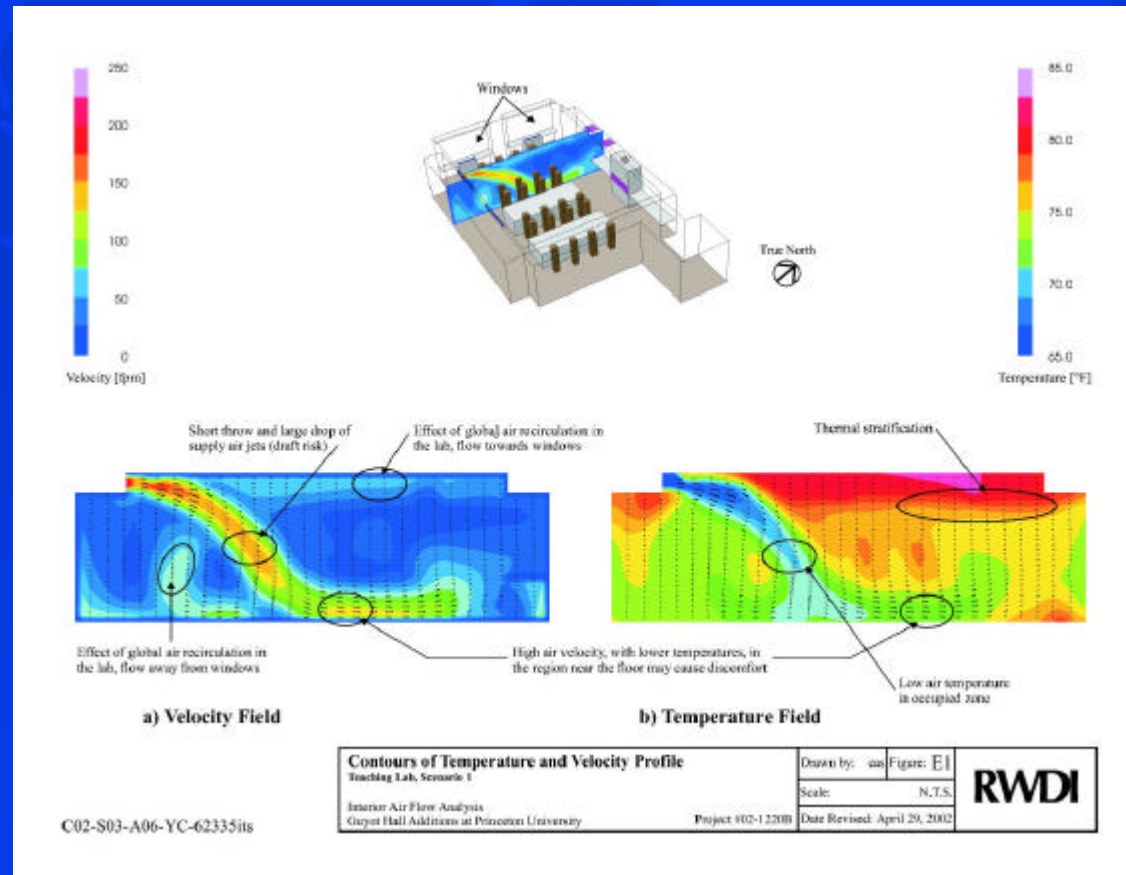 250
200
150
100
50
0
Velocity [fpm]
Windows
True North
85.0
80.0
75.0
70.0
65.0
Temperature [°F]
Short throw and large drop of
supply air jets (draft risk)
Effect of global air recirculation in
the lab, flow towards windows
Thermal stratification
Effect of global air recirculation in
the lab, flow away from windows
High air velocity, with lower temperatures, in
the region near the floor may cause discomfort
Low air temperature
in occupied zone
a) Velocity Field
b) Temperature Field
Contours of Temperature and Velocity Profile
Teaching Lab, Scenario 1
Interior Air Flow Analysis
Guyot Hall Additions at Princeton University
Project #02-1220B
Drawn by:
Figure: E1
Scale: N.T.S.
Date Revised: April 29, 2002
RWDI
C02-S03-A06-YC-62335its